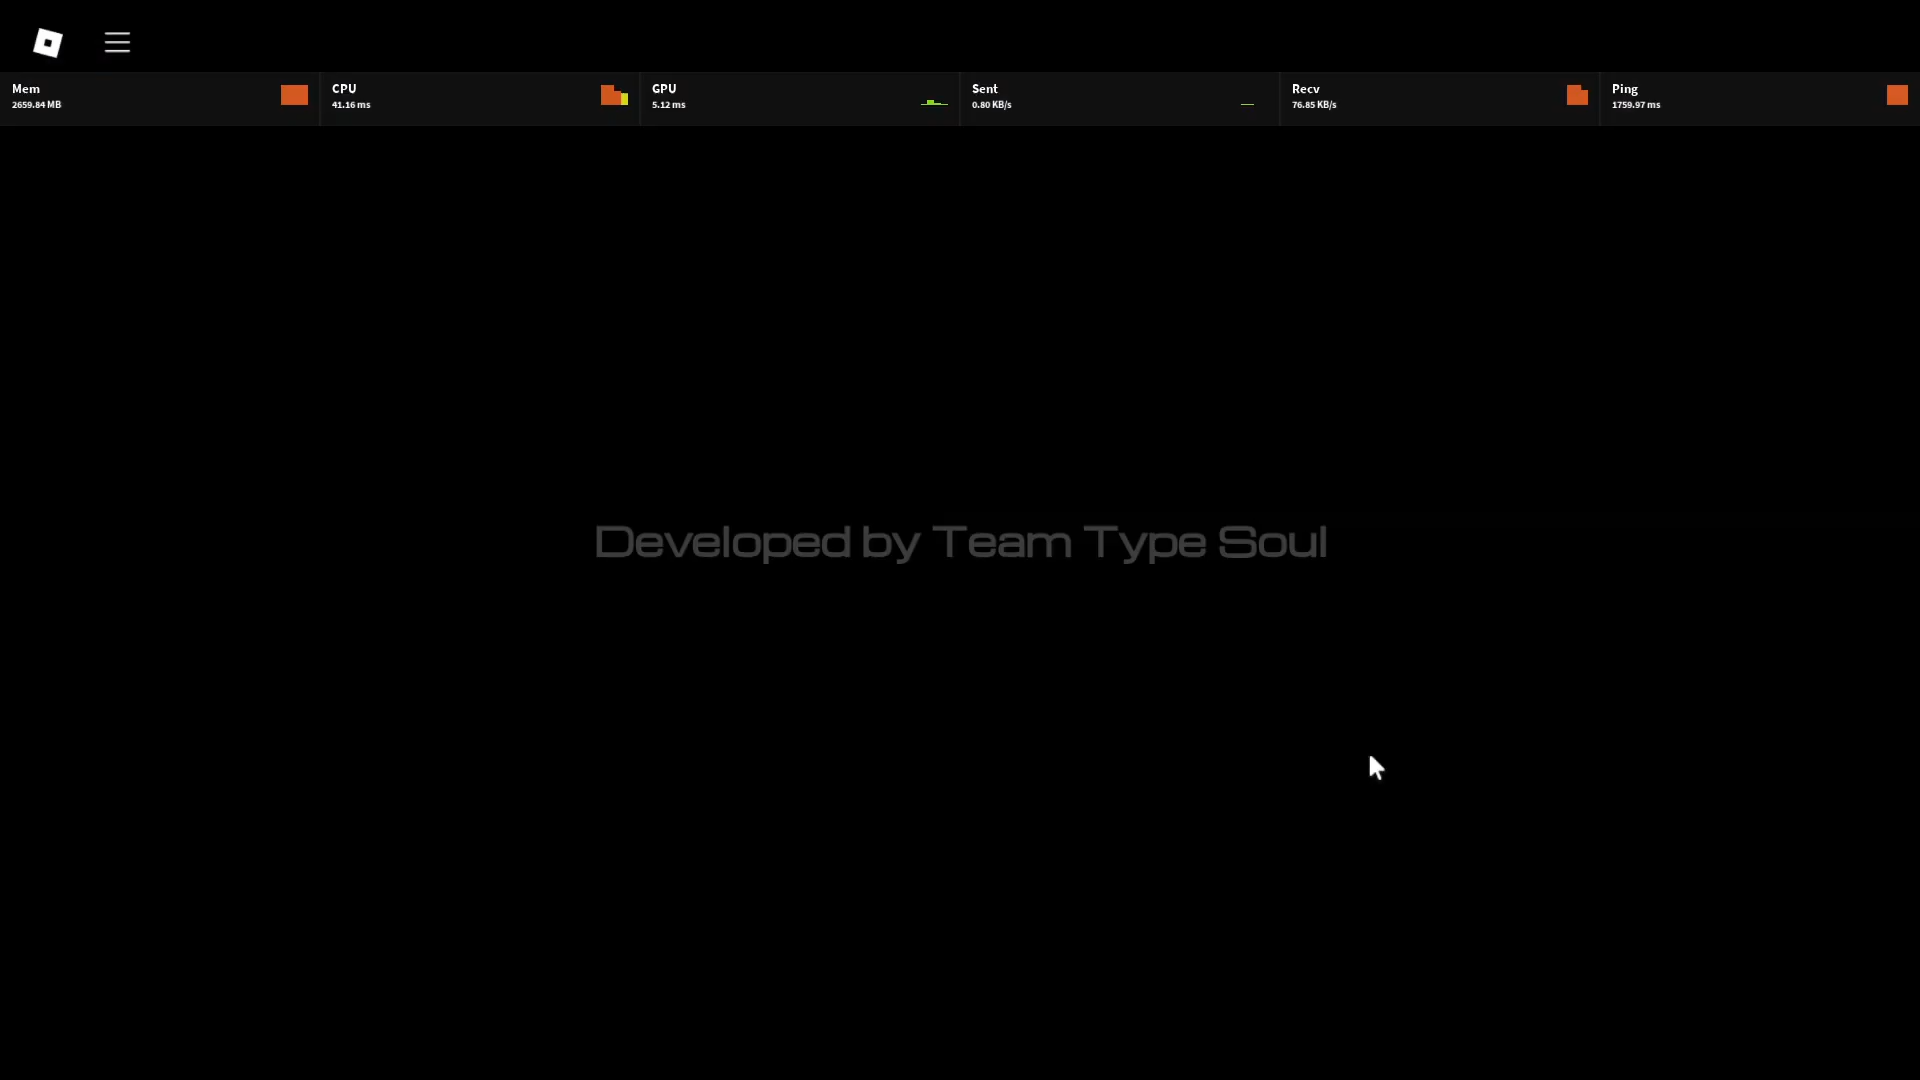 Mem
2659.84 MB
CPU
41.16 ms
GPU
5.12 ms
Sent
0.80 KB/s
Recv
76.85 KB/s
Ping
1759.97 ms
Developed by Team Type Soul